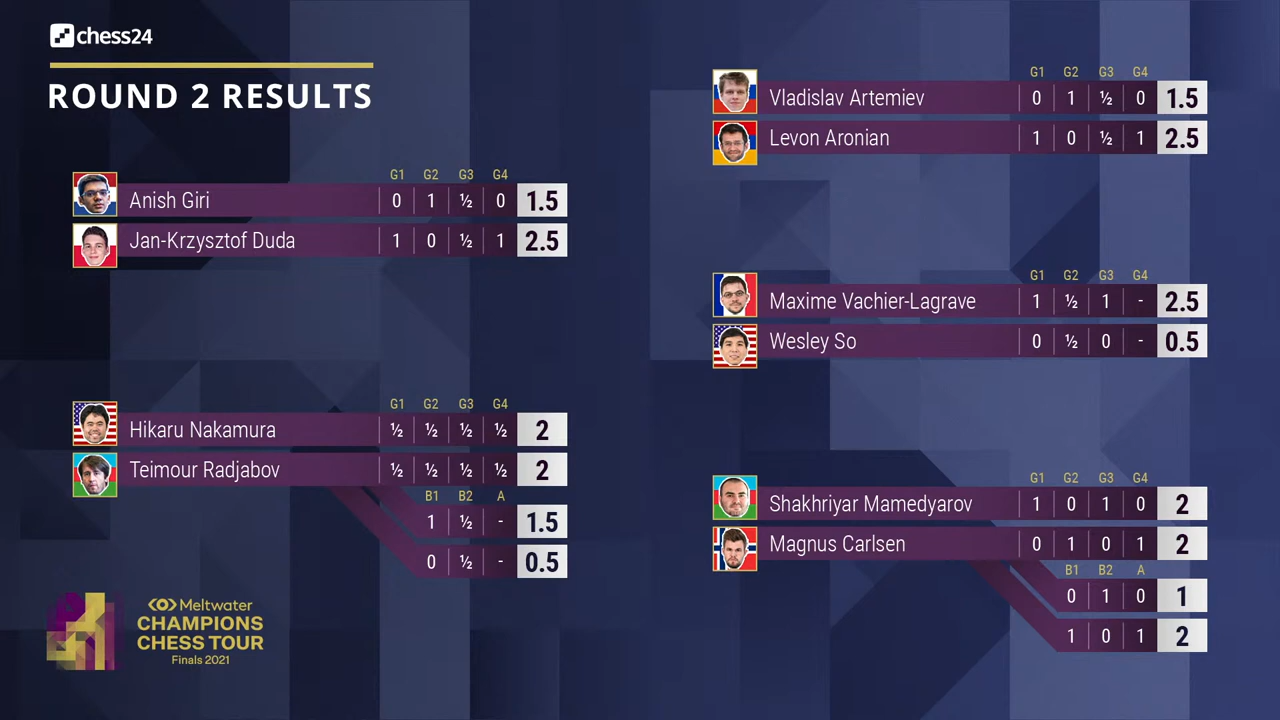 chess24
ROUND 2 RESULTS
G1 G2 G3 G4
Anish Giri 0 1 ½ 0 1.5
Jan-Krzysztof Duda 1 0 ½ 1 2.5
G1 G2 G3 G4
Hikaru Nakamura ½ ½ ½ ½ 2
Teimour Radjabov ½ ½ ½ ½ 2
B1 B2 A
1 ½ - 1.5
0 ½ - 0.5
Meltwater
CHAMPIONS
CHESS TOUR
Finals 2021
G1 G2 G3 G4
Vladislav Artemiev 0 1 ½ 0 1.5
Levon Aronian 1 0 ½ 1 2.5
G1 G2 G3 G4
Maxime Vachier-Lagrave 1 ½ 1 - 2.5
Wesley So 0 ½ 0 - 0.5
G1 G2 G3 G4
Shakhriyar Mamedyarov 1 0 1 0 2
Magnus Carlsen 0 1 0 1 2
B1 B2 A
0 1 0 1
1 0 1 2